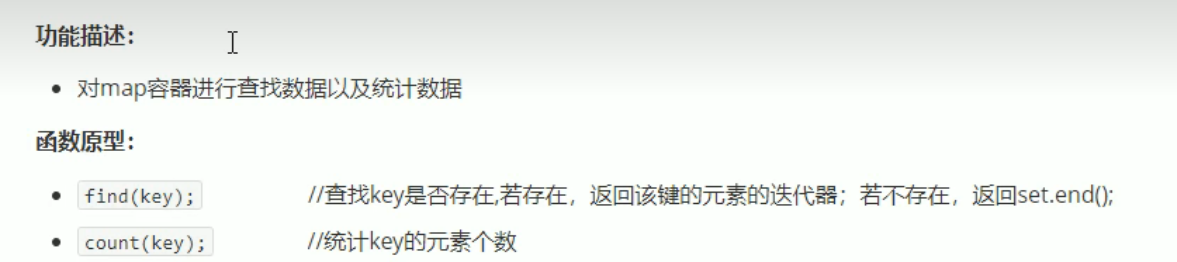 功能描述：
对map容器进行查找数据以及统计数据
函数原型：
find(key); //查找key是否存在,若存在，返回该键的元素的迭代器；若不存在，返回set.end();
count(key); //统计key的元素个数